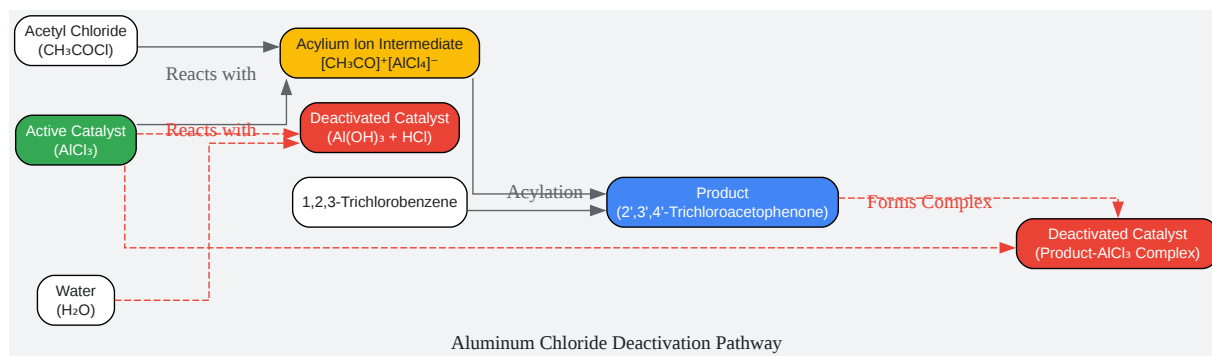 Acetyl Chloride
(CH₃COCl)
Acylium Ion Intermediate
[CH₃CO]⁺[AlCl₄]⁻
Reacts with
Active Catalyst
(AlCl₃)
Reacts with
Deactivated Catalyst
(Al(OH)₃ + HCl)
1,2,3-Trichlorobenzene
Acylation
Product
(2',3',4'-Trichloroacetophenone)
Forms Complex
Deactivated Catalyst
(Product-AlCl₃ Complex)
Water
(H₂O)
Aluminum Chloride Deactivation Pathway